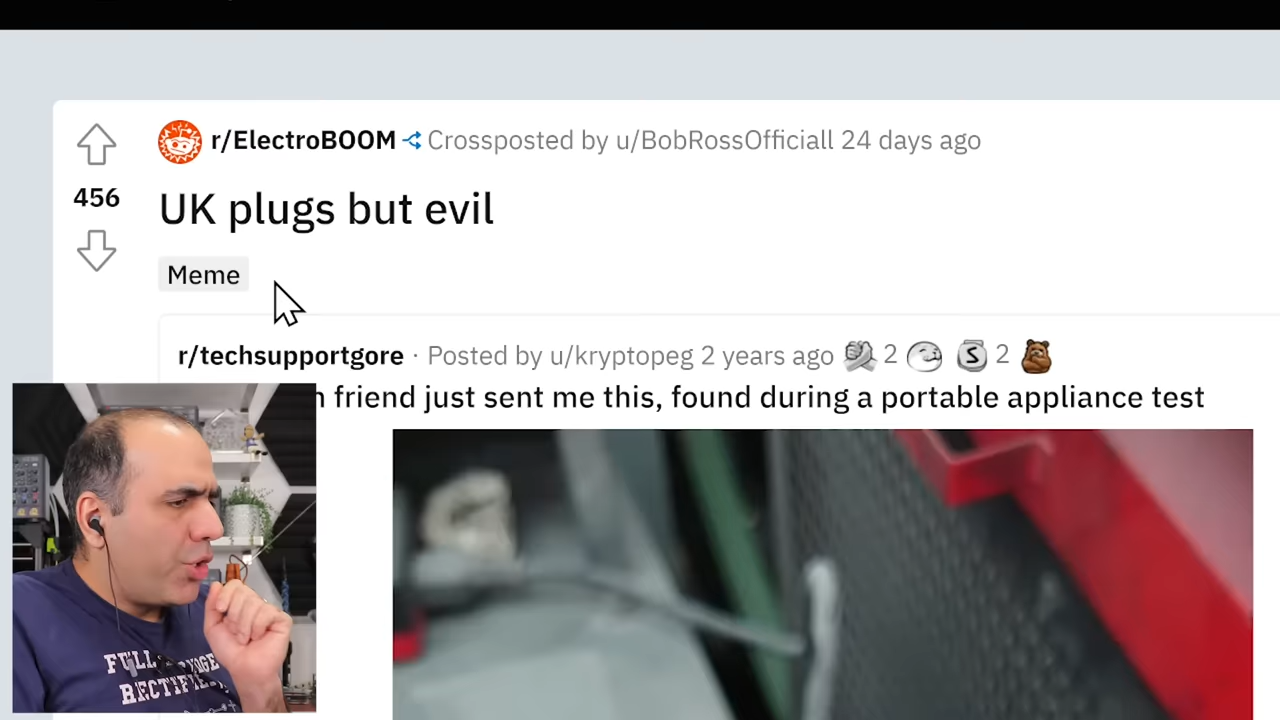 r/ElectroBOOM Crossposted by u/BobRossOfficiall 24 days ago
456
UK plugs but evil
Meme
r/techsupportgore · Posted by u/kryptopeg 2 years ago 2 S 2
friend just sent me this, found during a portable appliance test
FULL
RECTIF